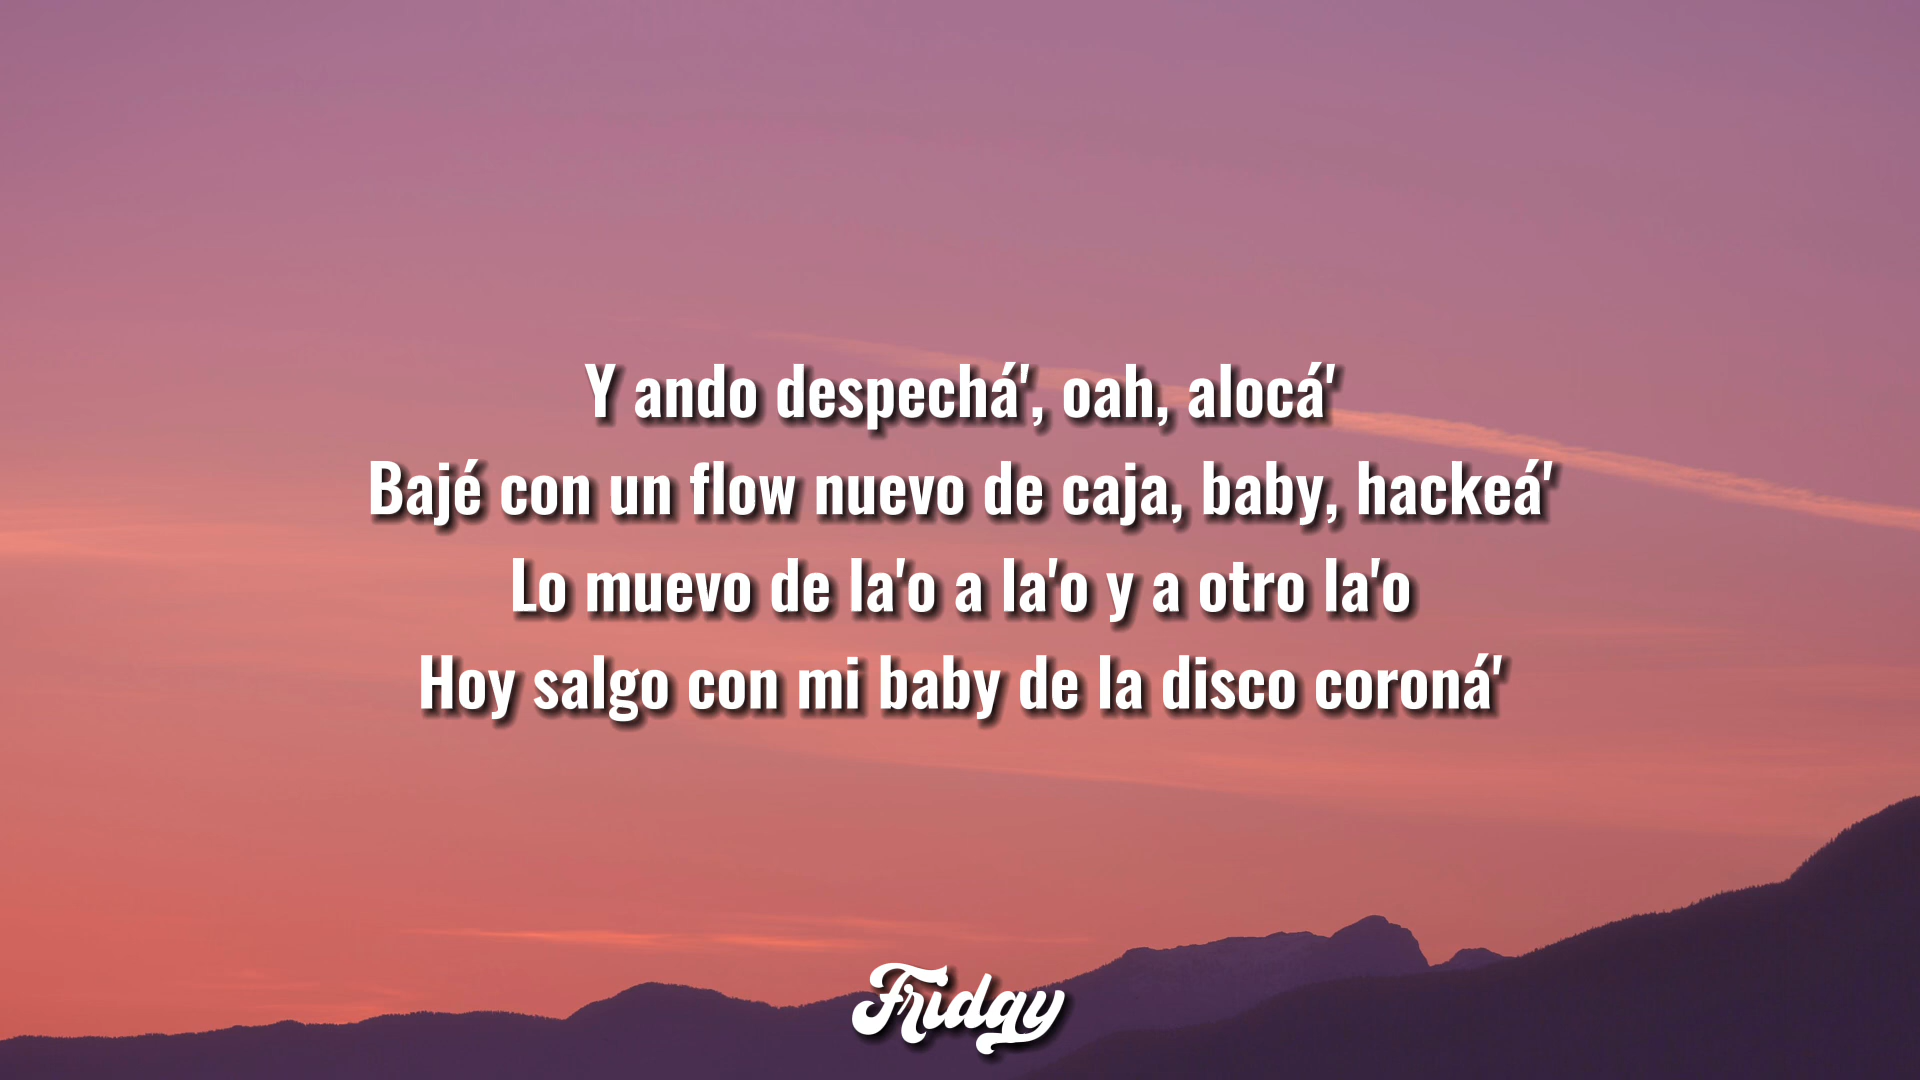 Y ando despechá', oah, alocá'
Bajé con un flow nuevo de caja, baby, hackeá'
Lo muevo de la'o a la'o y a otro la'o
Hoy salgo con mi baby de la disco coroná'
Friday